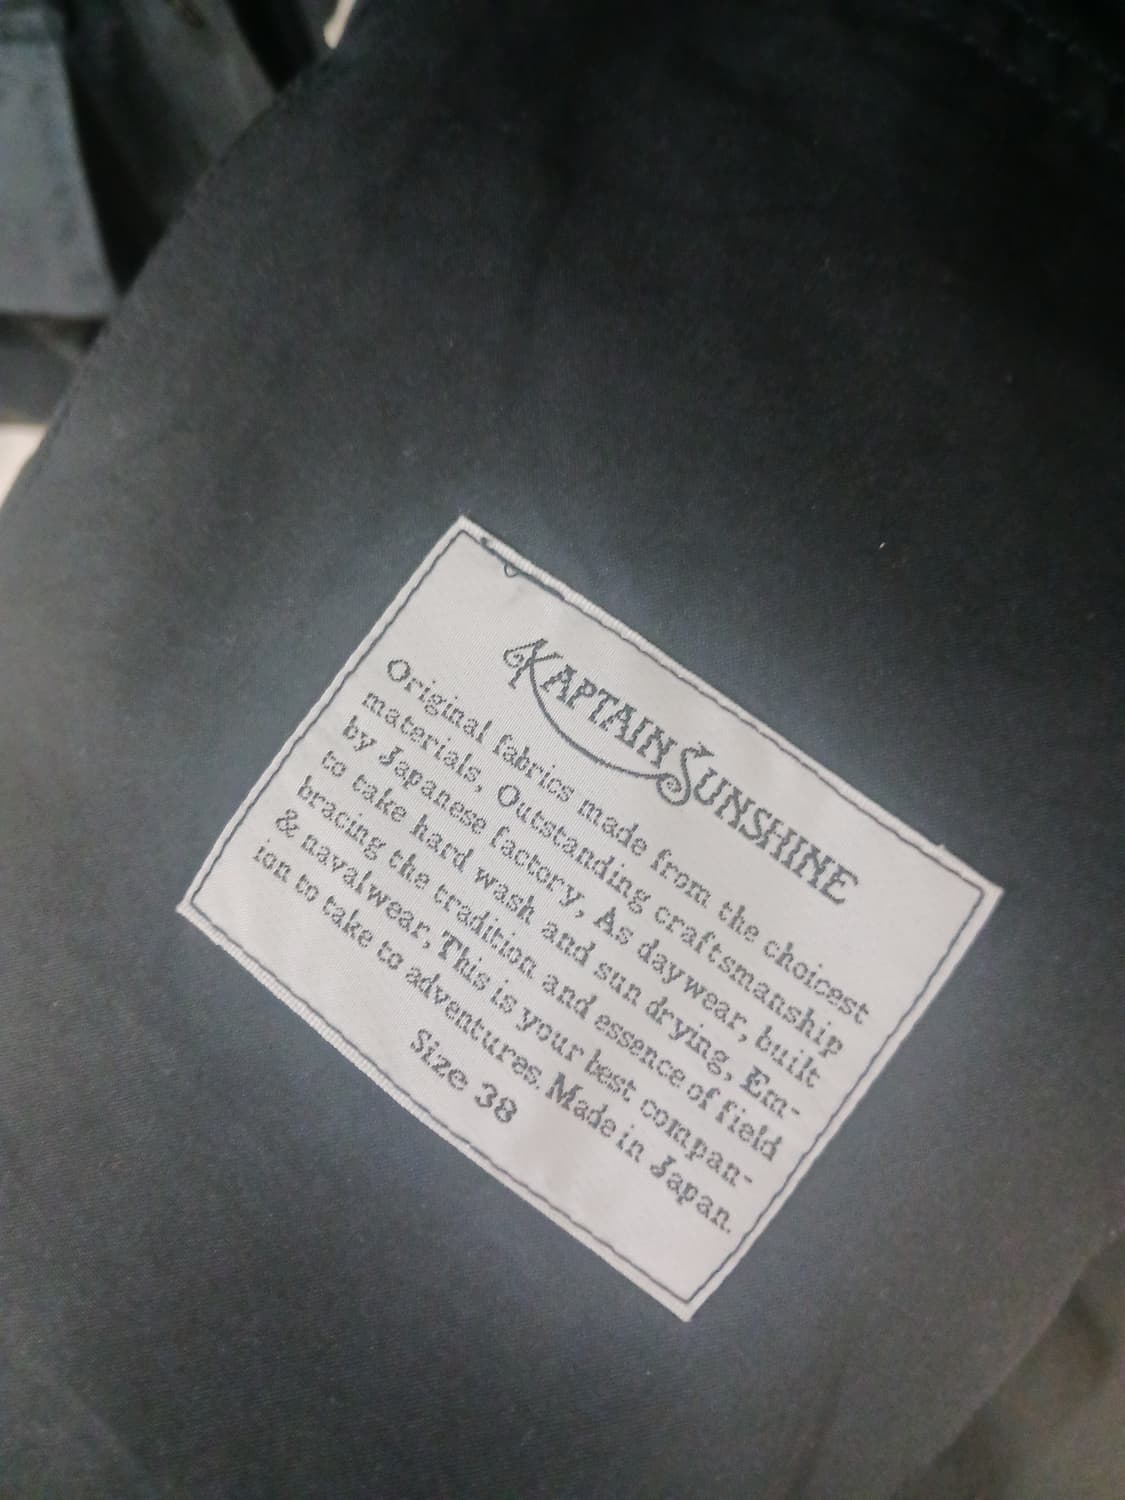 KAPTAIN SUNSHINE
Original fabrics made from the choicest
materials, Outstanding craftsmanship
by Japanese factory, As daywear, built
to take hard wash and sun drying, Em-
bracing the tradition and essence of field
& navalwear, This is your best compan-
ion to take to adventures. Made in Japan.
Size 38